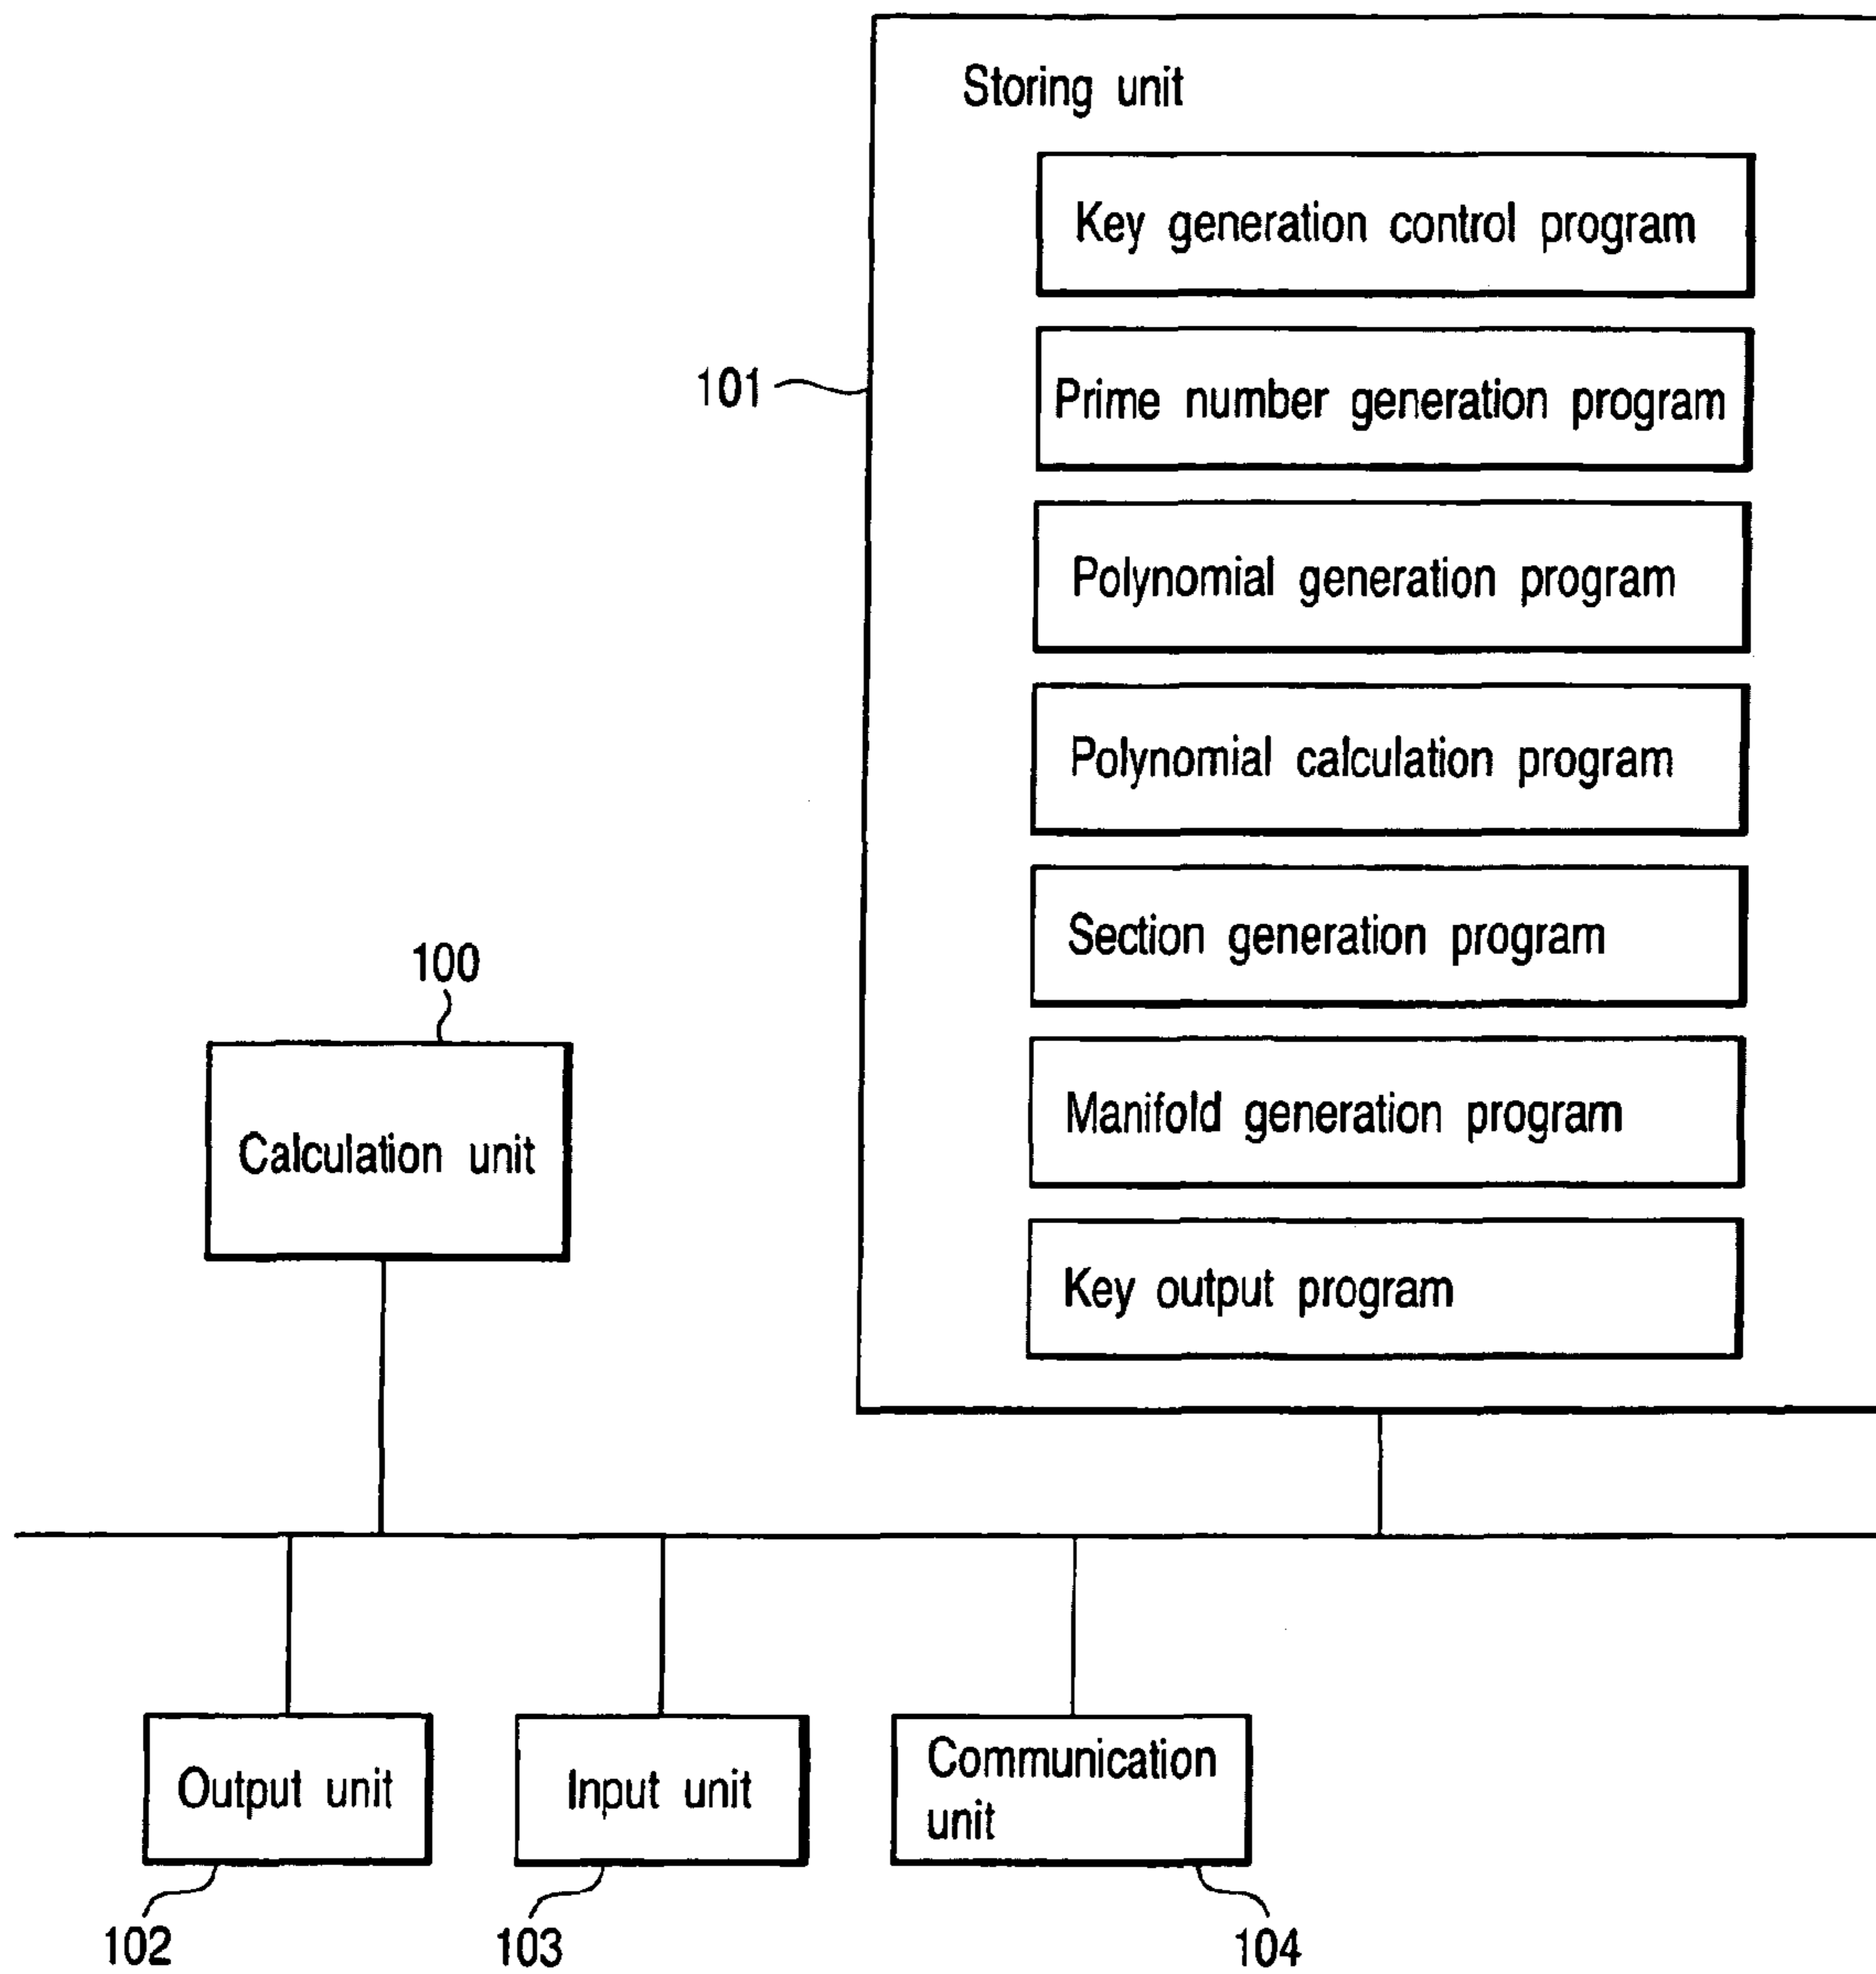 Storing unit
Key generation control program
101
Prime number generation program
Polynomial generation program
Polynomial calculation program
Section generation program
100
Calculation unit
Manifold generation program
Key output program
Output unit
Input unit
Communication
unit
102
103
104